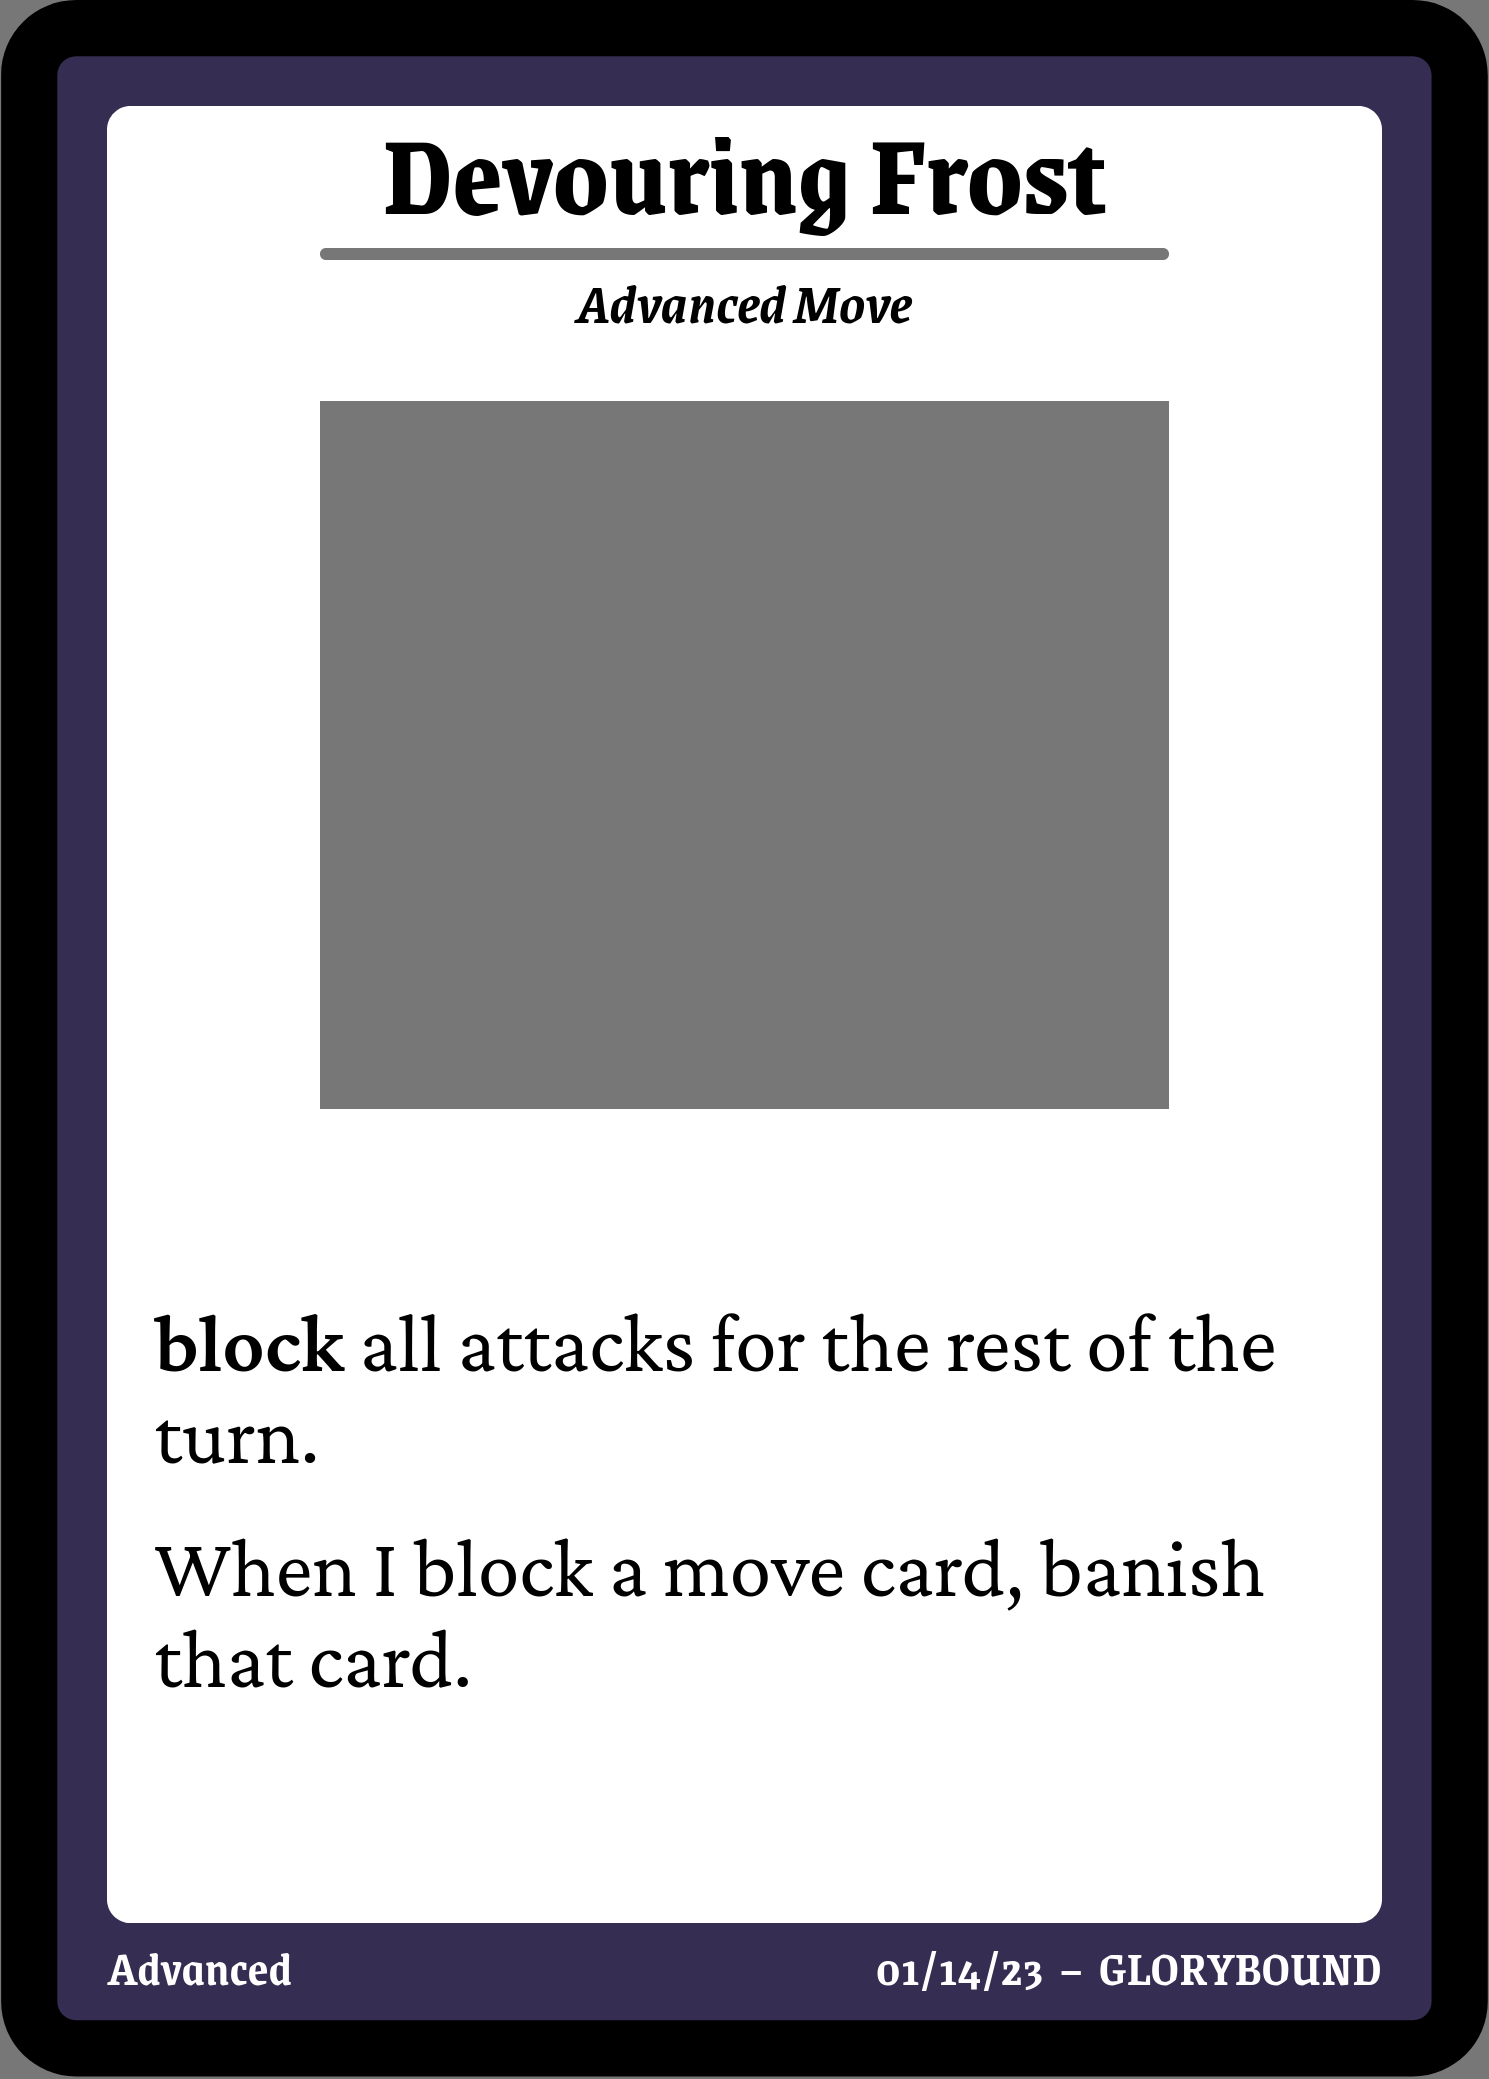 Devouring Frost
Advanced Move
block all attacks for the rest of the
turn.
When I block a move card, banish
that card.
Advanced
01/14/23 – GLORYBOUND